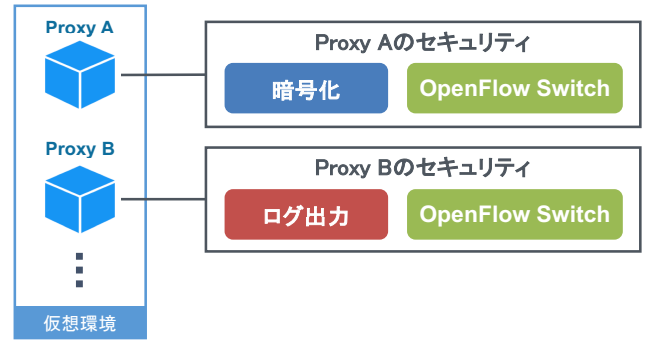 Proxy A
Proxy Aのセキュリティ
暗号化
OpenFlow Switch
Proxy B
Proxy Bのセキュリティ
ログ出力
OpenFlow Switch
仮想環境